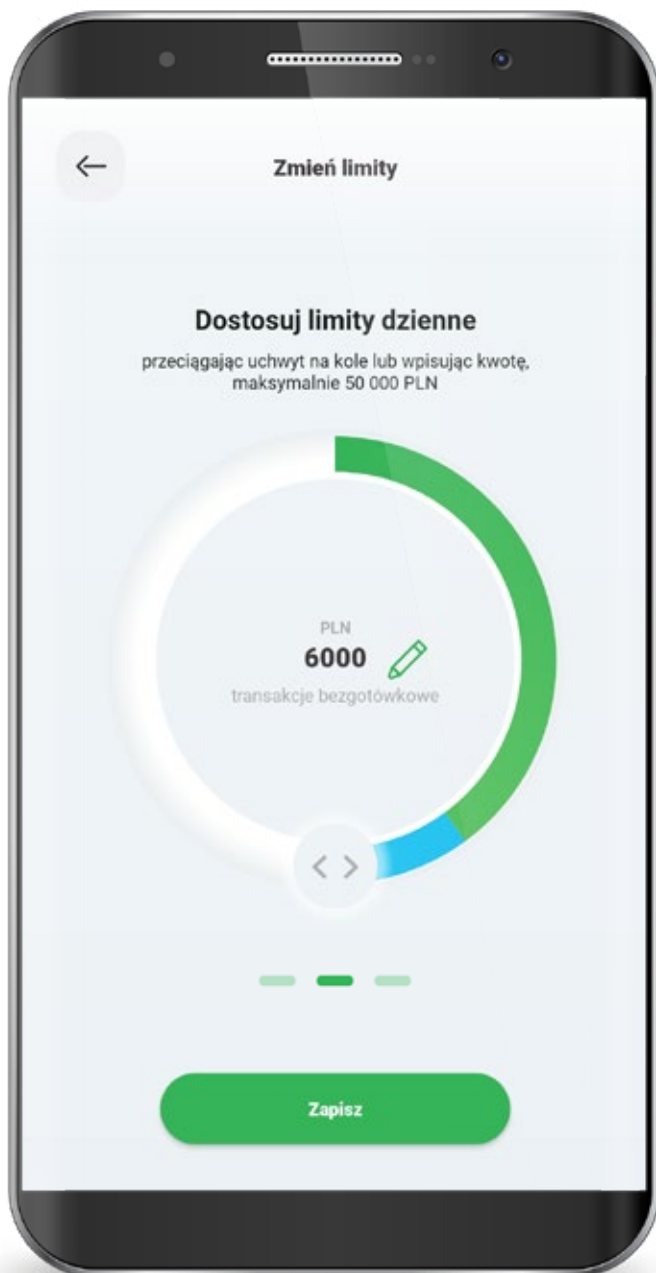 Zmień limity
Dostosuj limity dzienne
przeciągając uchwyt na kole lub wpisując kwotę,
maksymalnie 50 000 PLN
PLN
6000
transakcje bezgotówkowe
Zapisz